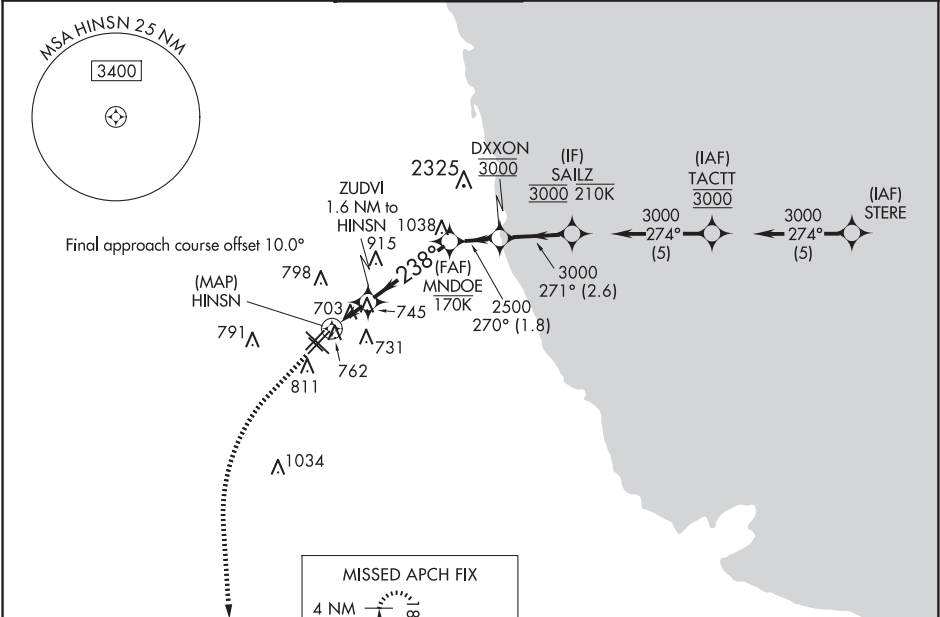 MSA HINSN 25 NM
3400
Final approach course offset 10.0°
(MAP)
HINSN
798
791
703
811
762
731
745
1034
ZUDVI
1.6 NM to
HINSN
915
1038
2325
238°
(FAF)
MNDOE
170K
DXXON
3000
2500
270° (1.8)
(IF)
SAILZ
3000 210K
3000
271° (2.6)
3000
274°
(5)
(IAF)
TACTT
3000
3000
274°
(5)
(IAF)
STERE
MISSED APCH FIX
4 NM